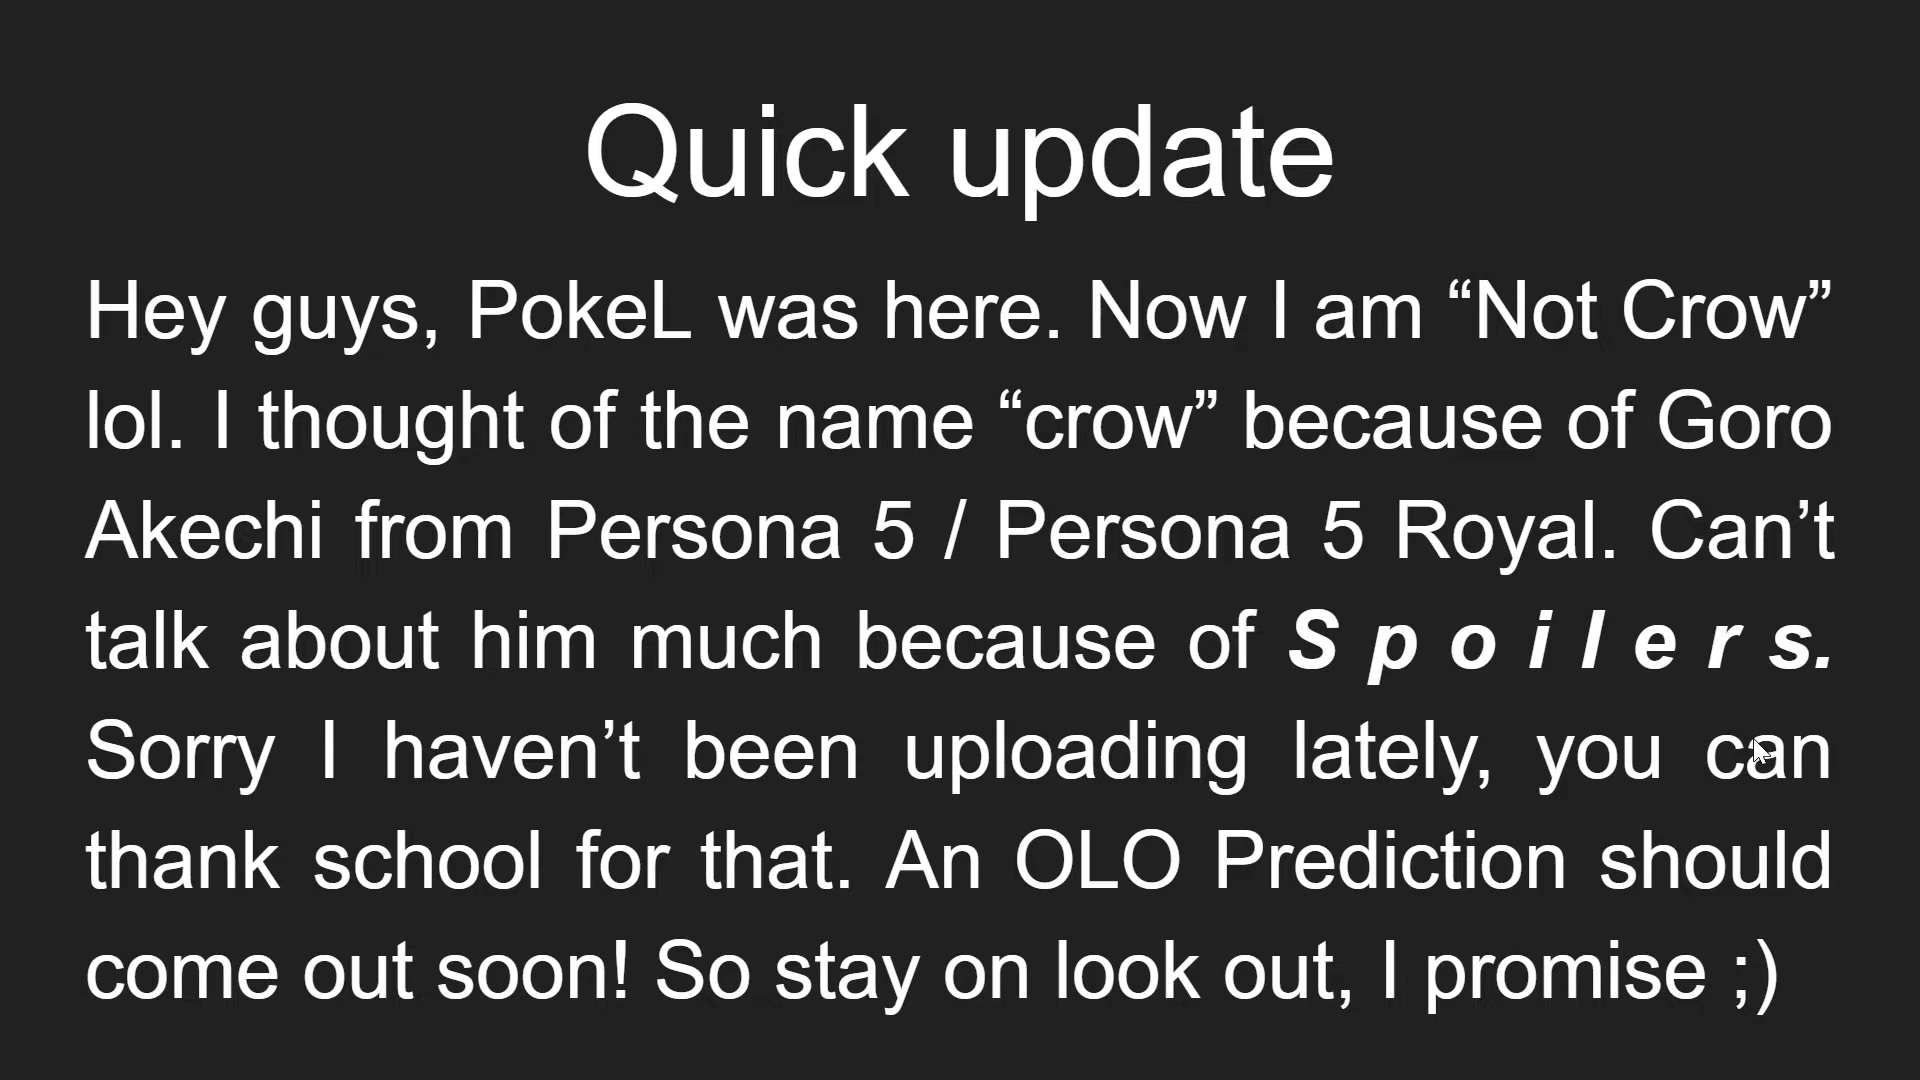 Quick update
Hey guys, PokeL was here. Now I am “Not Crow”
lol. I thought of the name “crow” because of Goro
Akechi from Persona 5 / Persona 5 Royal. Can’t
talk about him much because of S p o i l e r s.
Sorry I haven’t been uploading lately, you can
thank school for that. An OLO Prediction should
come out soon! So stay on look out, I promise ;)